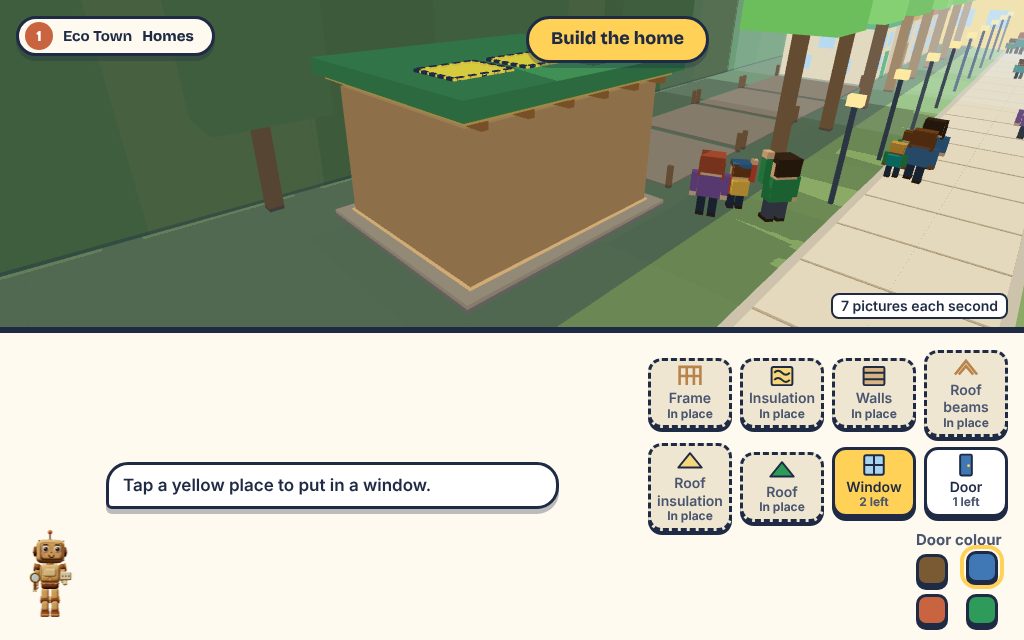 1 Eco Town Homes
Build the home
7 pictures each second
Frame
In place
Insulation
In place
Walls
In place
Roof
beams
In place
Roof
insulation
In place
Roof
In place
Window
2 left
Door
1 left
Tap a yellow place to put in a window.
Door colour